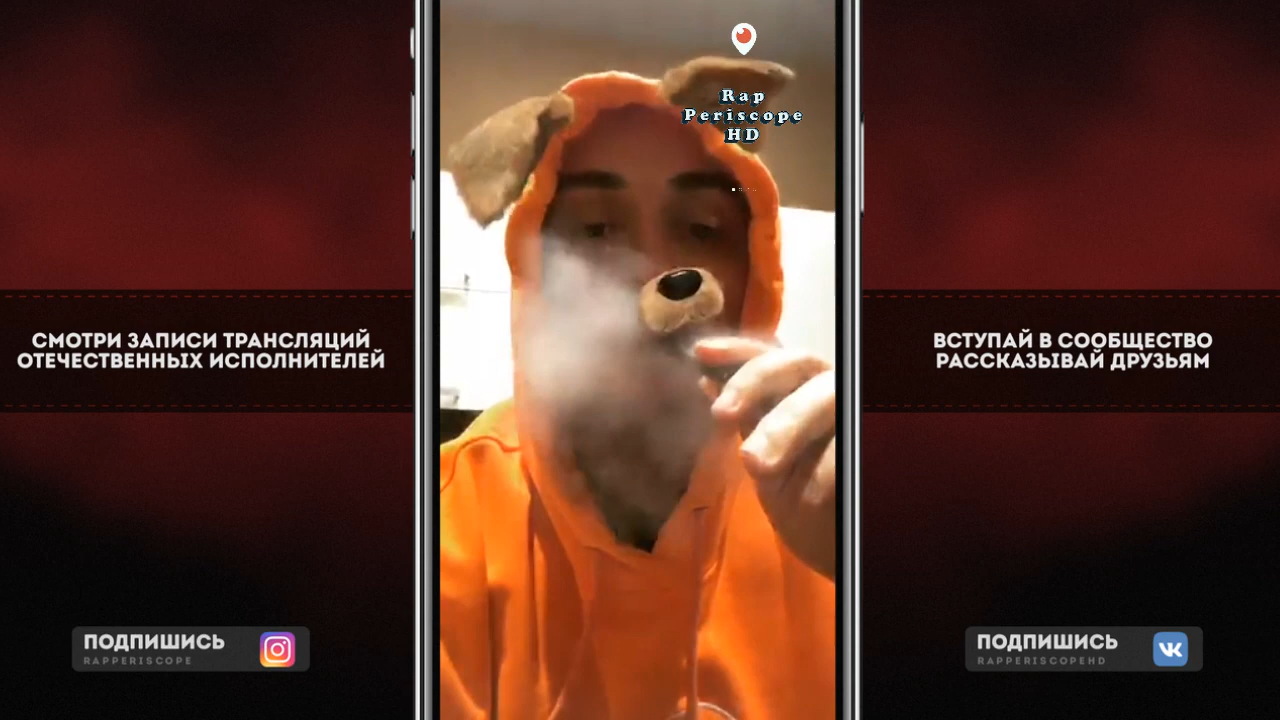 Rap
Periscope
HD
СМОТРИ ЗАПИСИ ТРАНСЛЯЦИЙ
ОТЕЧЕСТВЕННЫХ ИСПОЛНИТЕЛЕЙ
ВСТУПАЙ В СООБЩЕСТВО
РАССКАЗЫВАЙ ДРУЗЬЯМ
ПОДПИШИСЬ
RAPPERISCOPE
ПОДПИШИСЬ
RAPPERISCOPEHD